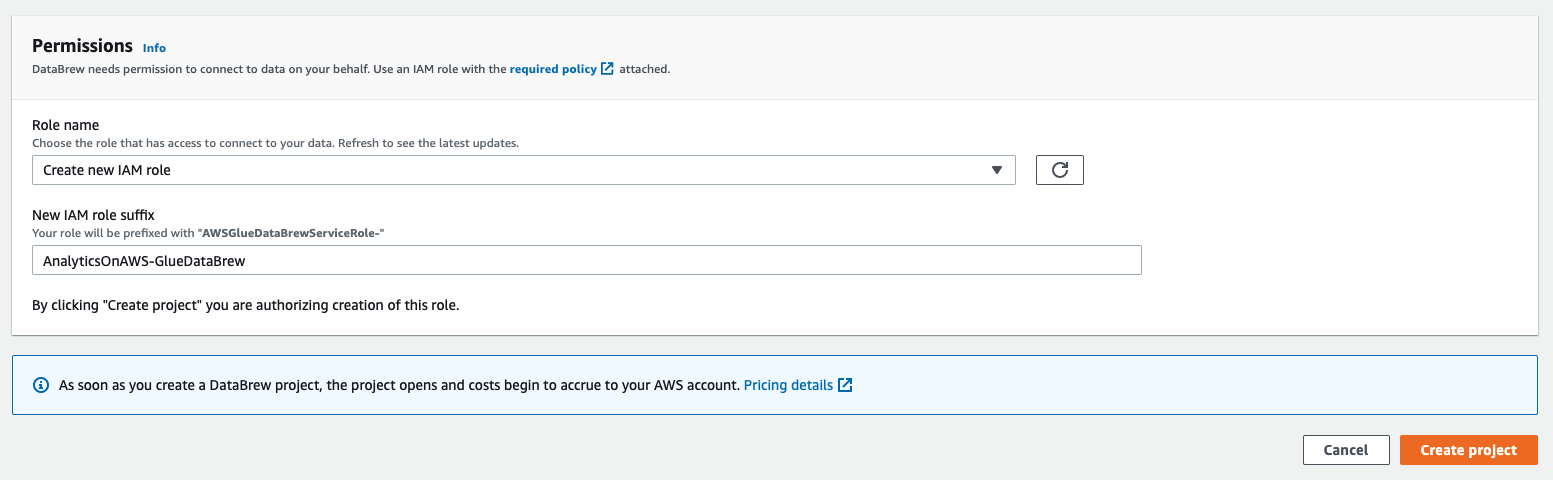 Permissions Info
DataBrew needs permission to connect to data on your behalf. Use an IAM role with the required policy attached.
Role name
Choose the role that has access to connect to your data. Refresh to see the latest updates.
Create new IAM role
New IAM role suffix
Your role will be prefixed with "AWSGlueDataBrewServiceRole-"
AnalyticsOnAWS-GlueDataBrew
By clicking "Create project" you are authorizing creation of this role.
As soon as you create a DataBrew project, the project opens and costs begin to accrue to your AWS account. Pricing details
Cancel Create project